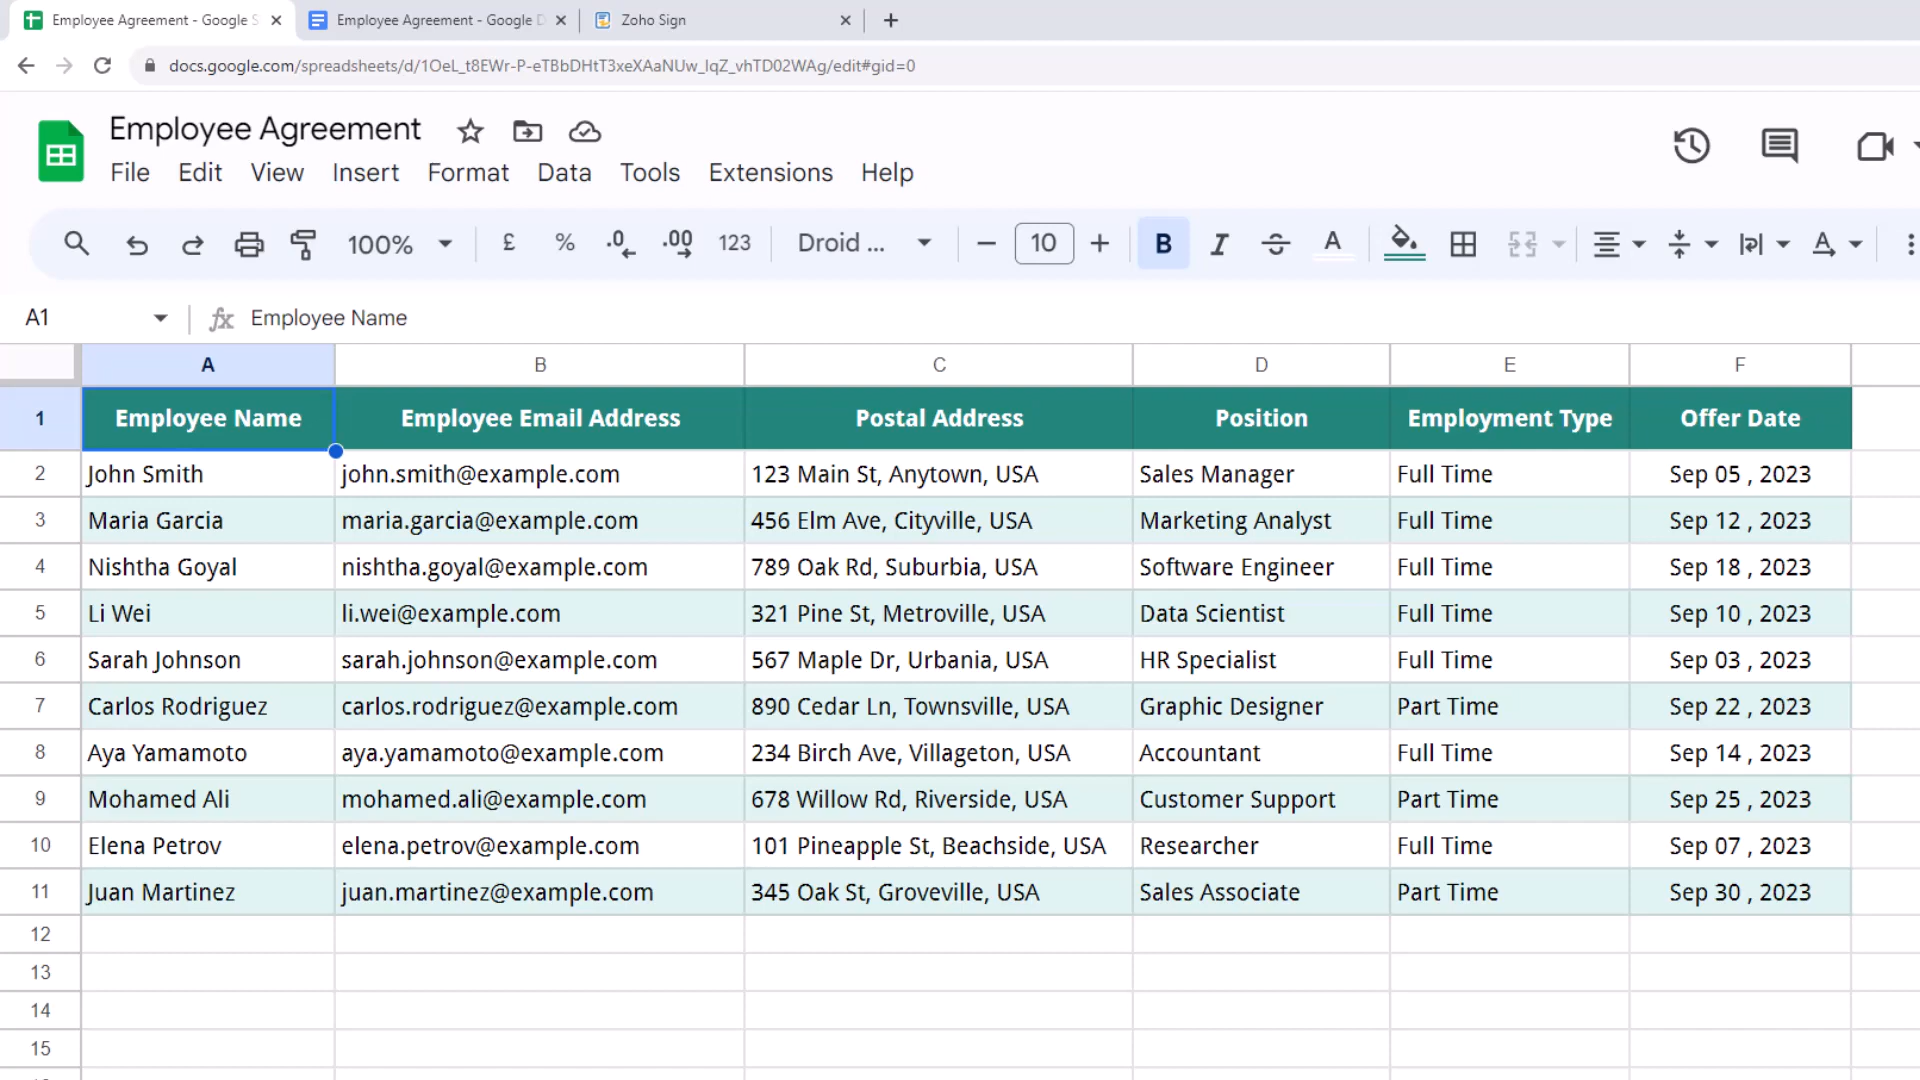 Employee Agreement - Google S
Employee Agreement - Google D
Zoho Sign
docs.google.com/spreadsheets/d/1OeL_t8EWr-P-eTBbDHtT3xeXAaNUw_lqZ_vhTD02WAg/edit#gid=0
Employee Agreement
File Edit View Insert Format Data Tools Extensions Help
100% £ % .0 .00 123 Droid ... 10 B I S A A
A1 fx Employee Name
A B C D E F
1 Employee Name Employee Email Address Postal Address Position Employment Type Offer Date
2 John Smith john.smith@example.com 123 Main St, Anytown, USA Sales Manager Full Time Sep 05 , 2023
3 Maria Garcia maria.garcia@example.com 456 Elm Ave, Cityville, USA Marketing Analyst Full Time Sep 12 , 2023
4 Nishtha Goyal nishtha.goyal@example.com 789 Oak Rd, Suburbia, USA Software Engineer Full Time Sep 18 , 2023
5 Li Wei li.wei@example.com 321 Pine St, Metroville, USA Data Scientist Full Time Sep 10 , 2023
6 Sarah Johnson sarah.johnson@example.com 567 Maple Dr, Urbania, USA HR Specialist Full Time Sep 03 , 2023
7 Carlos Rodriguez carlos.rodriguez@example.com 890 Cedar Ln, Townsville, USA Graphic Designer Part Time Sep 22 , 2023
8 Aya Yamamoto aya.yamamoto@example.com 234 Birch Ave, Villageton, USA Accountant Full Time Sep 14 , 2023
9 Mohamed Ali mohamed.ali@example.com 678 Willow Rd, Riverside, USA Customer Support Part Time Sep 25 , 2023
10 Elena Petrov elena.petrov@example.com 101 Pineapple St, Beachside, USA Researcher Full Time Sep 07 , 2023
11 Juan Martinez juan.martinez@example.com 345 Oak St, Groveville, USA Sales Associate Part Time Sep 30 , 2023
12
13
14
15